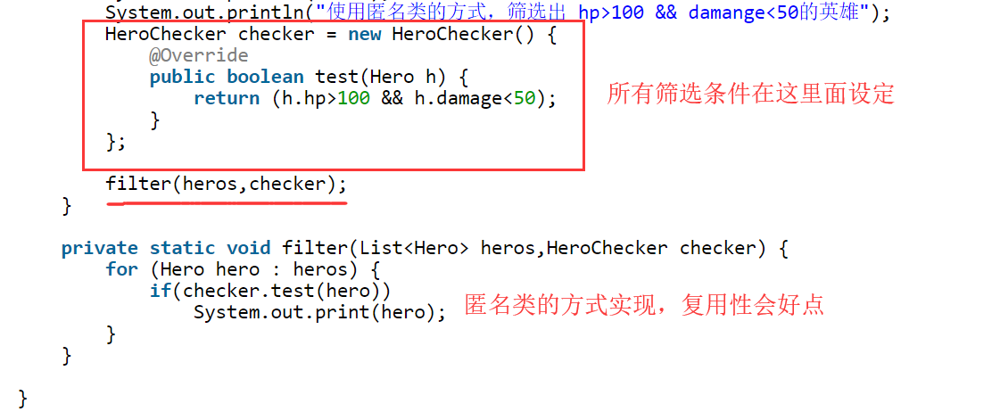 System.out.println("使用匿名类的方式，筛选出 hp>100 && damange<50的英雄");
HeroChecker checker = new HeroChecker() {
@Override
public boolean test(Hero h) {
return (h.hp>100 && h.damage<50);
所有筛选条件在这里面设定
}
};
filter(heros,checker);
}
private static void filter(List<Hero> heros,HeroChecker checker) {
for (Hero hero : heros) {
if(checker.test(hero))
System.out.print(hero);
匿名类的方式实现，复用性会好点
}
}
}